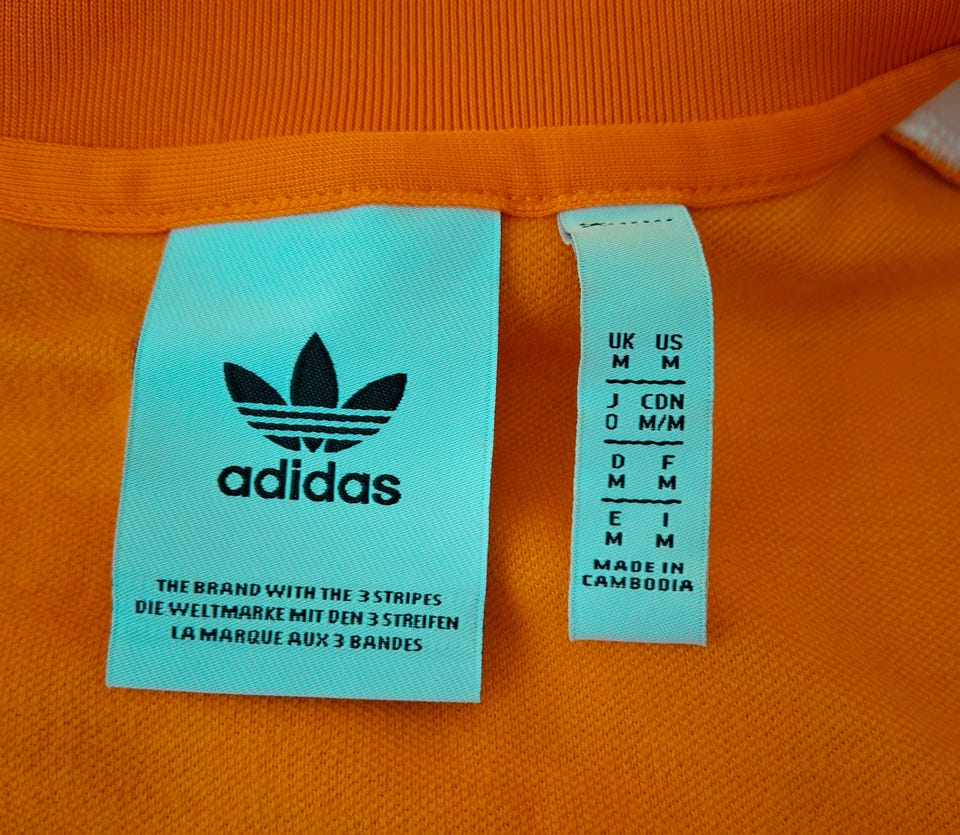 adidas
THE BRAND WITH THE 3 STRIPES
DIE WELTMARKE MIT DEN 3 STREIFEN
LA MARQUE AUX 3 BANDES
UK US
M M
J CDN
O M/M
D F
M M
E I
M M
MADE IN
CAMBODIA